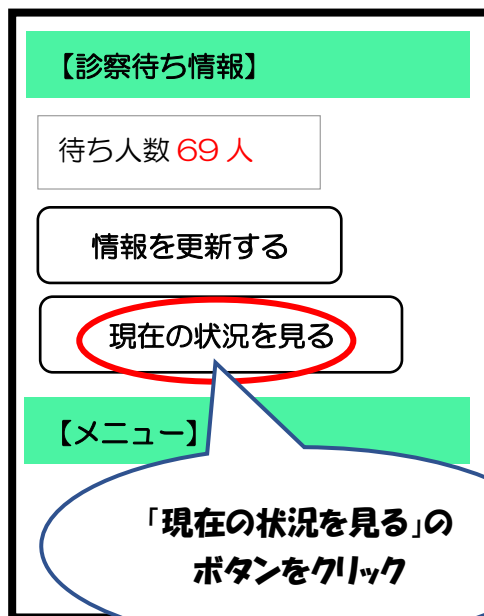 【診察待ち情報】
待ち人数 69 人
情報を更新する
現在の状況を見る
【メニュー】
「現在の状況を見る」の
ボタンをクリック